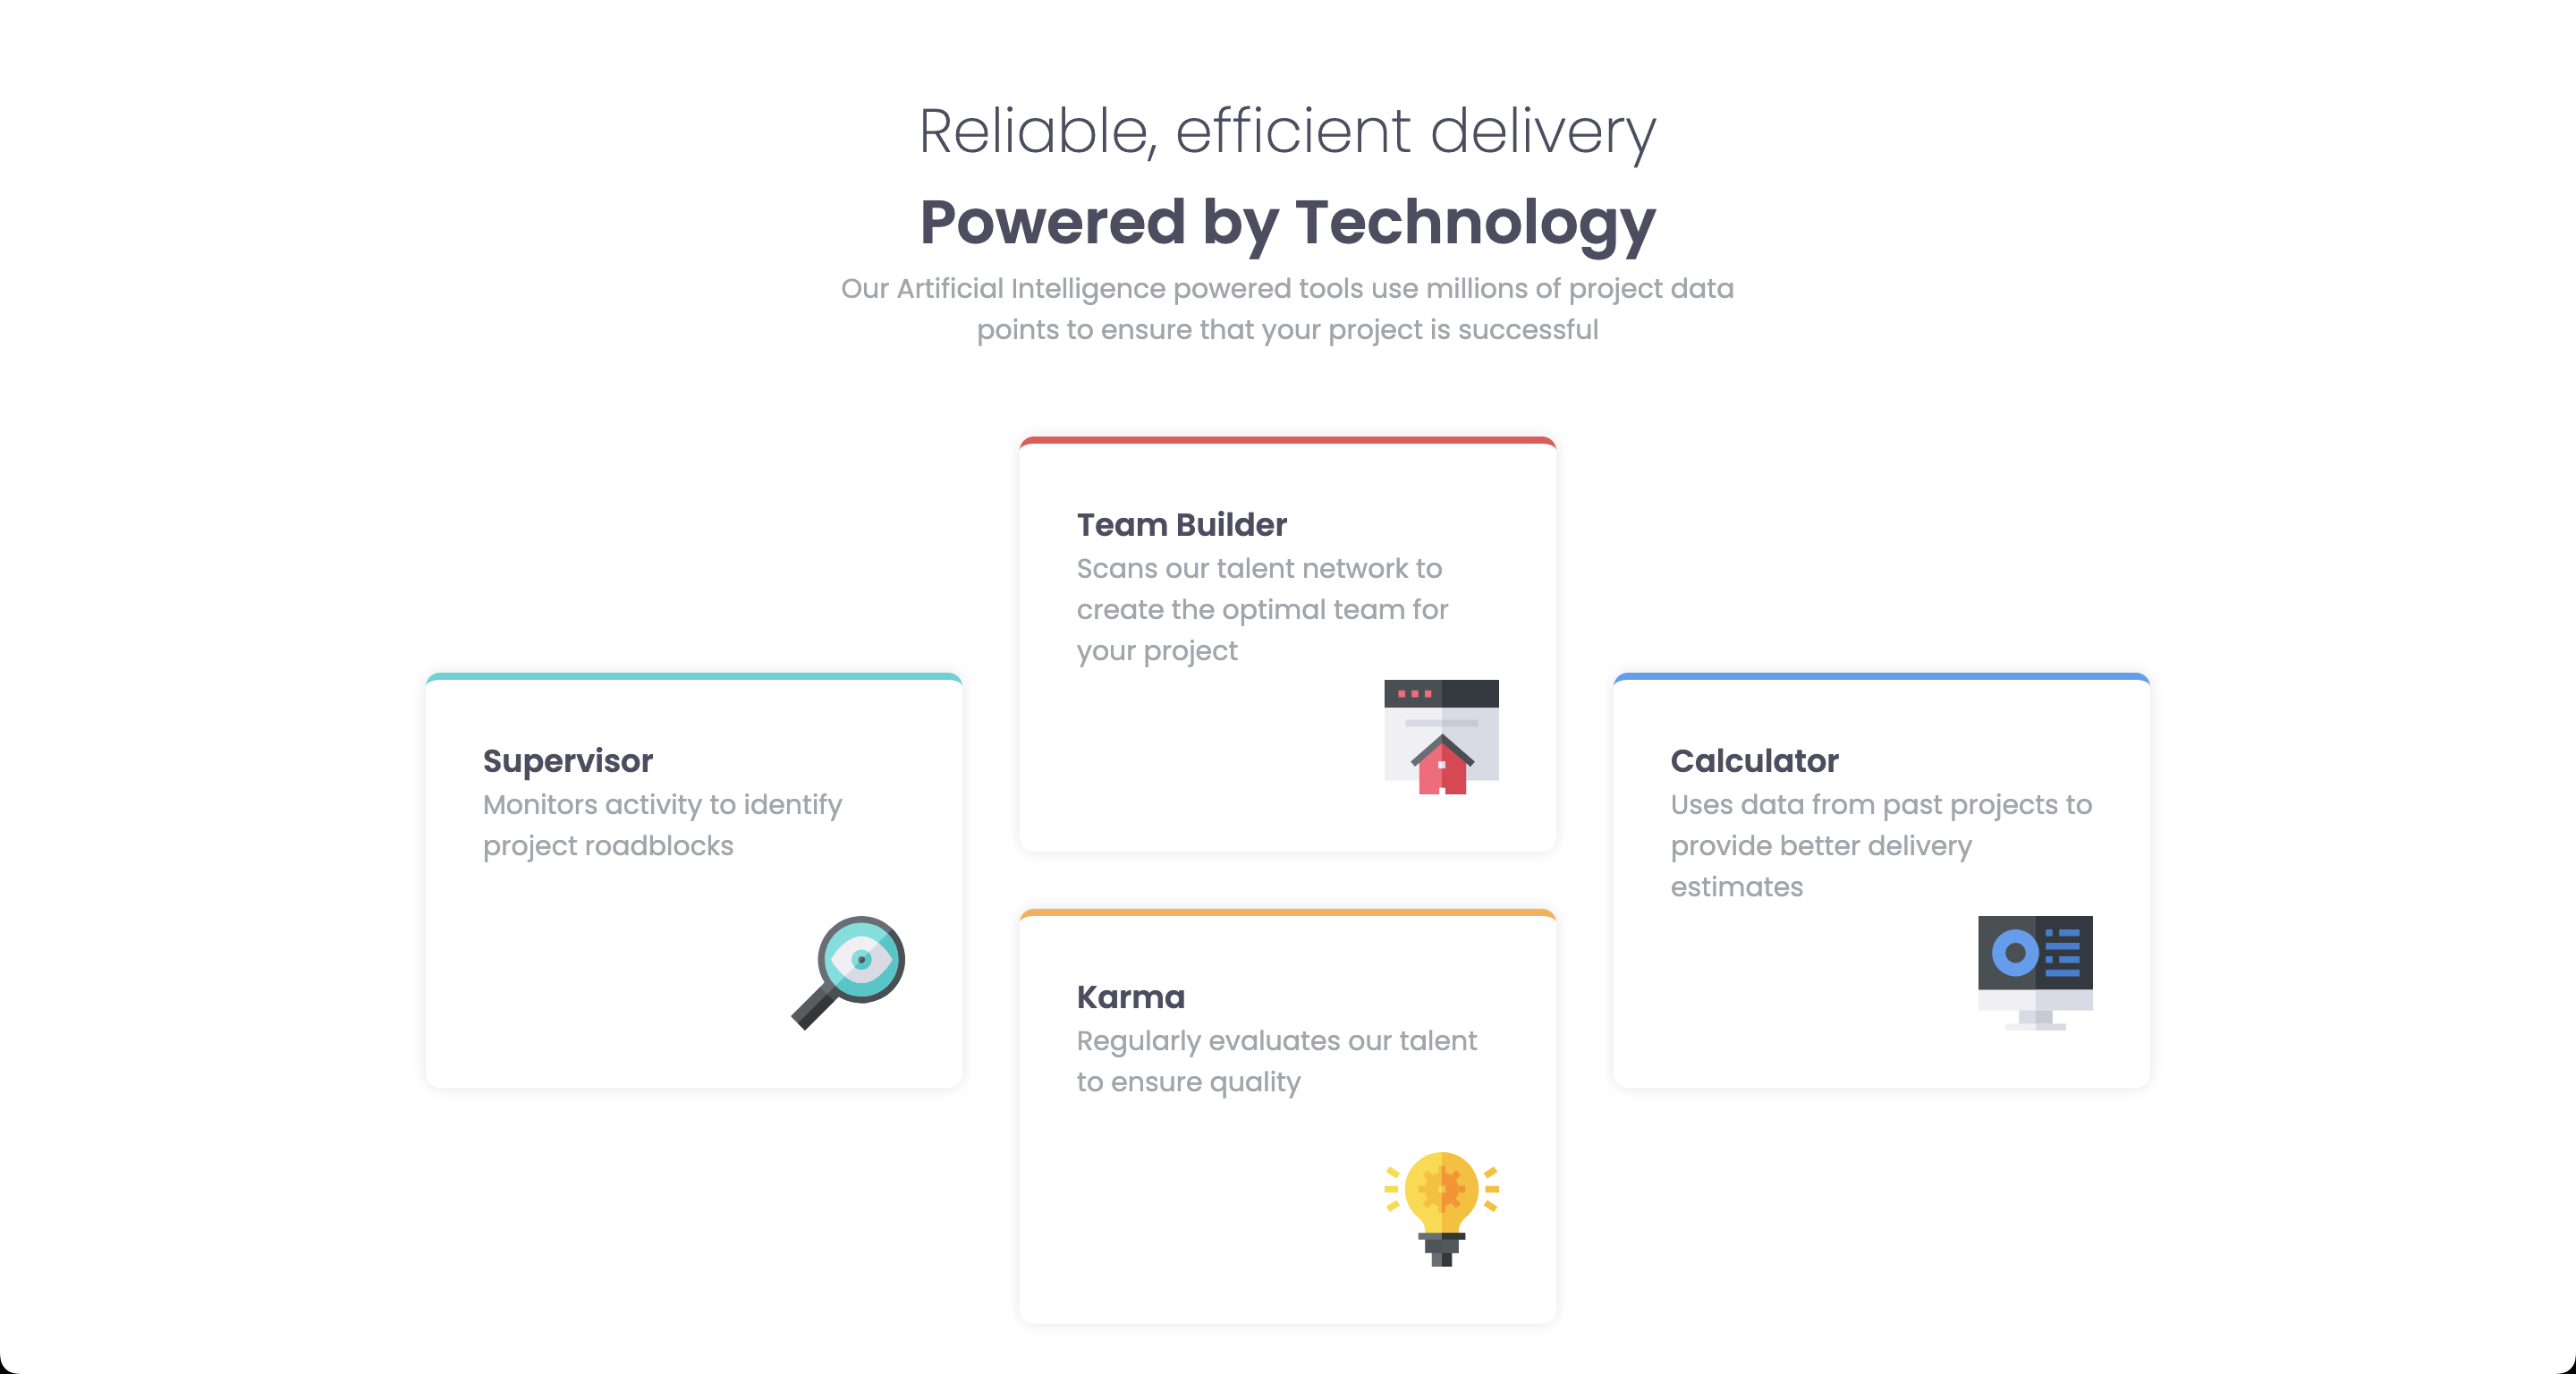 Reliable, efficient delivery
Powered by Technology
Our Artificial Intelligence powered tools use millions of project data
points to ensure that your project is successful
Team Builder
Scans our talent network to
create the optimal team for
your project
Supervisor
Monitors activity to identify
project roadblocks
Calculator
Uses data from past projects to
provide better delivery
estimates
Karma
Regularly evaluates our talent
to ensure quality